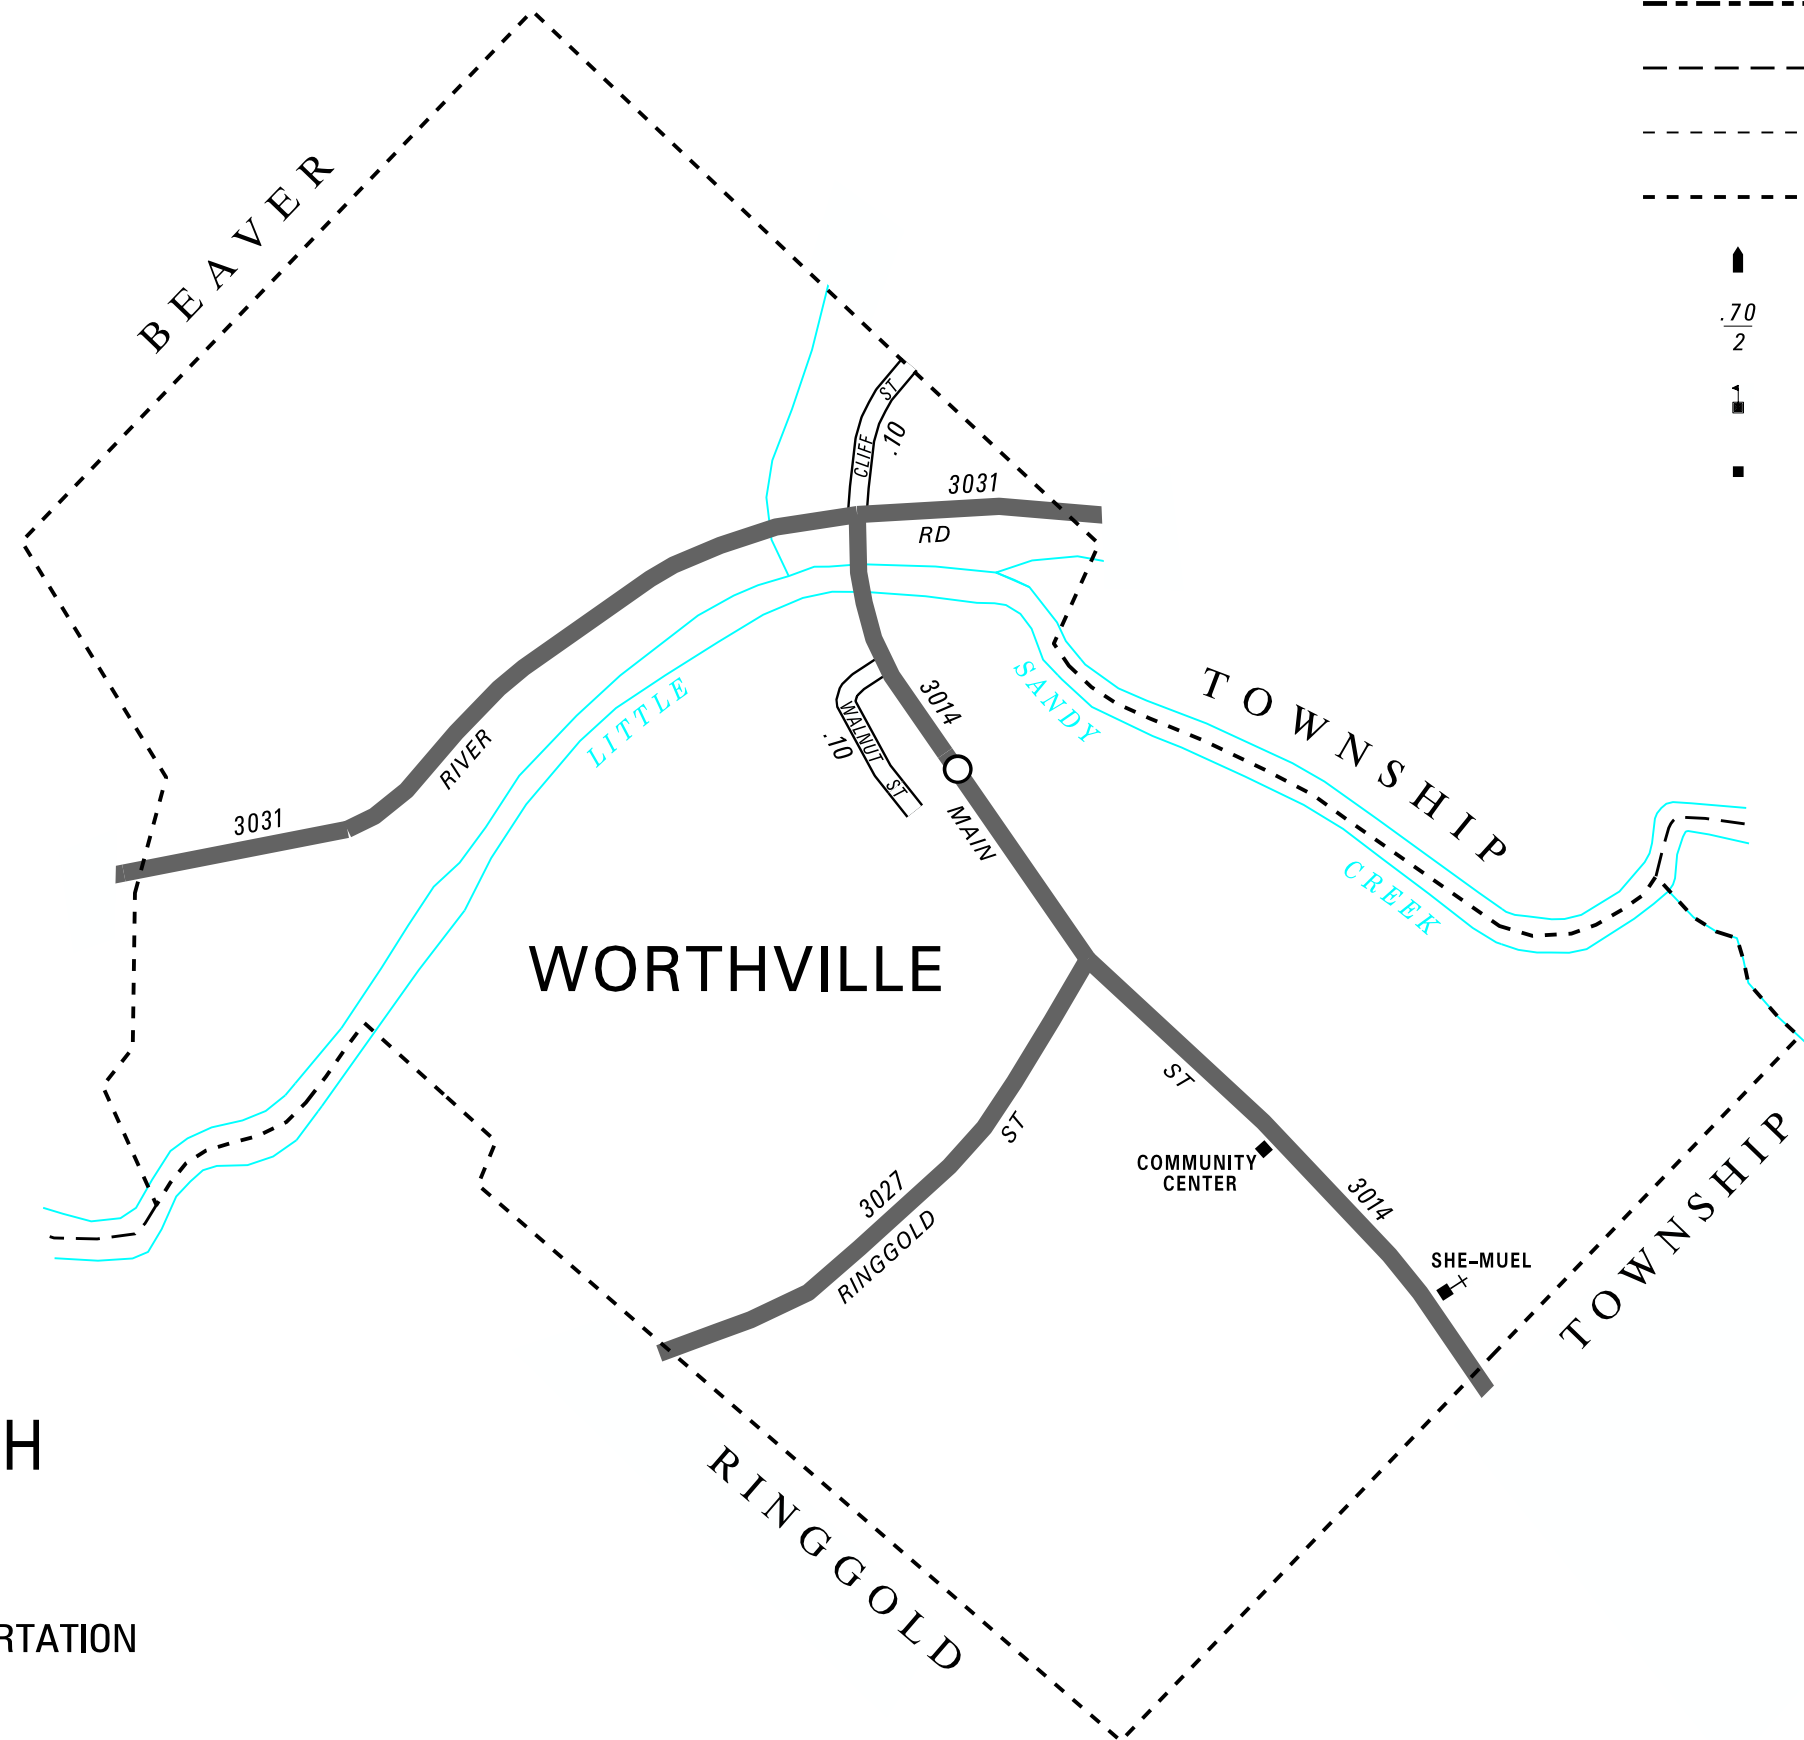 BEAVER
TOWNSHIP
.70
2
CLIFF ST
.10
3031
RD
3014
WALNUT ST
.10
MAIN
LITTLE
SANDY
CREEK
RIVER
3031
WORTHVILLE
ST
ST
COMMUNITY
CENTER
3027
RINGGOLD
3014
SHE-MUEL
TOWNSHIP
RINGGOLD
H
RTATION